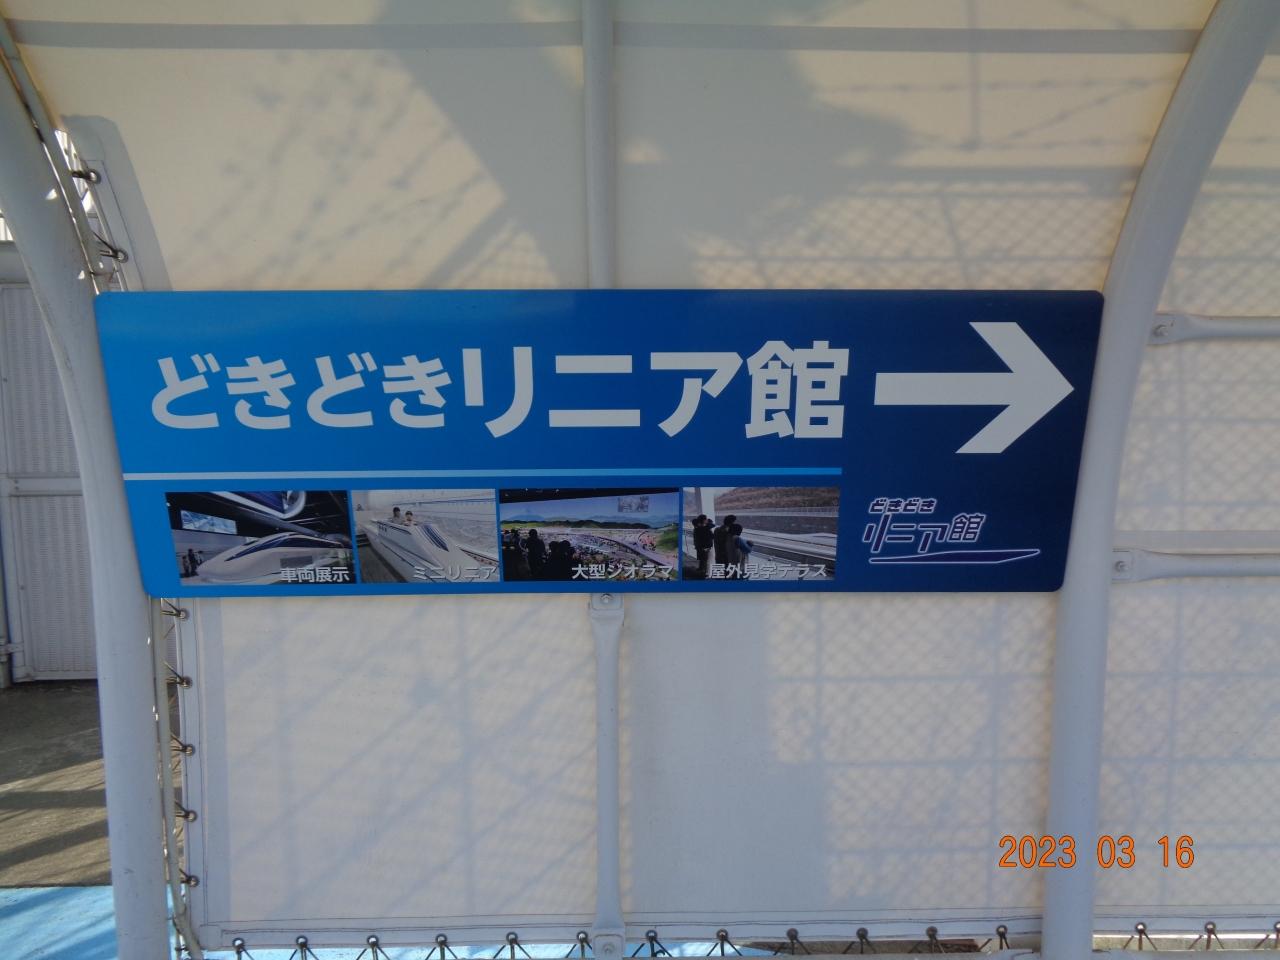 どきどきリニア館
車両展示
ミニリニア
大型ジオラマ
屋外見学テラス
どきどき
リニア館
2023 03 16